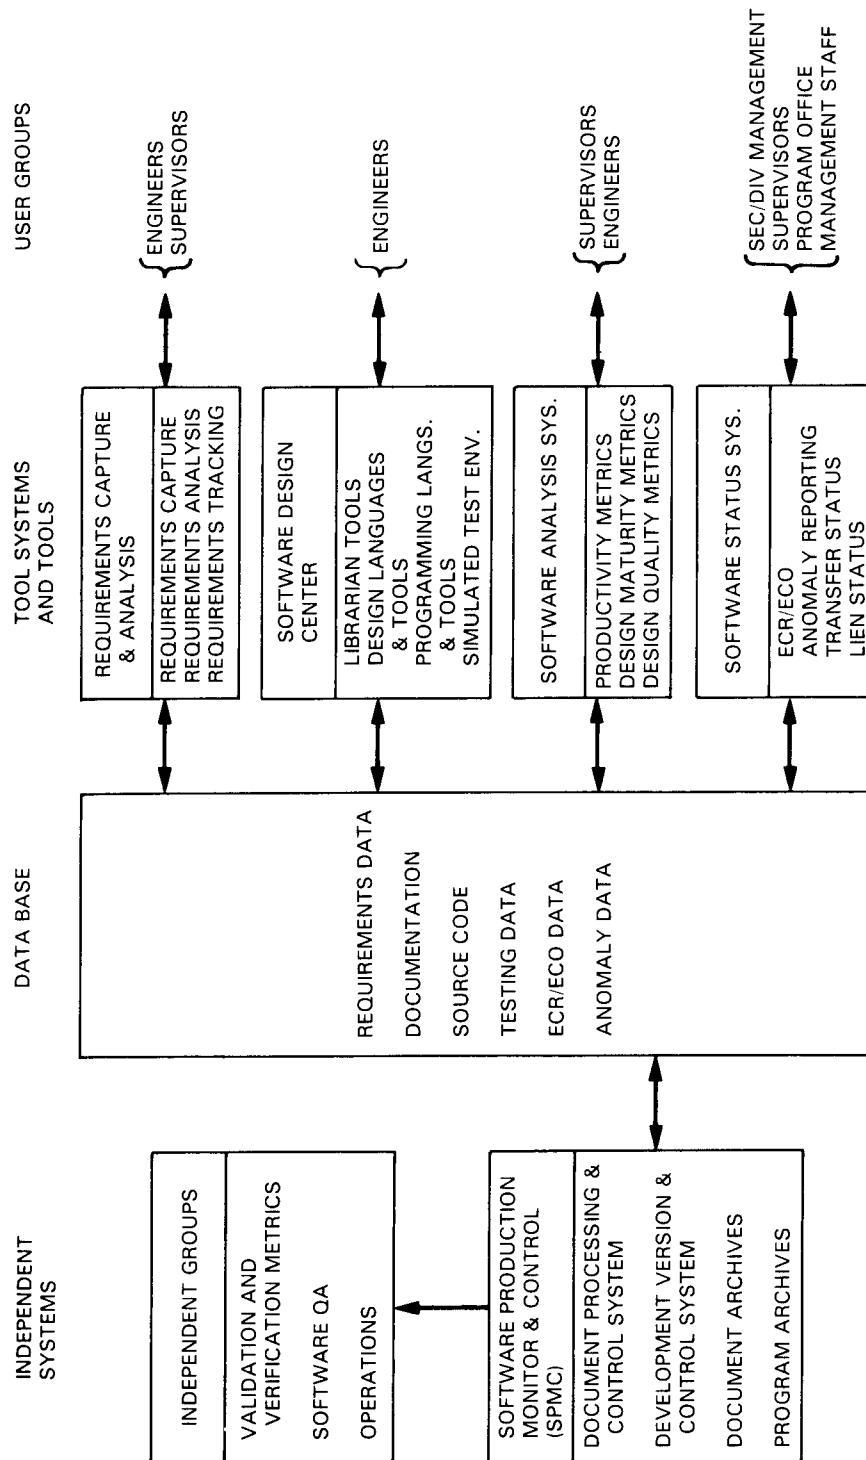 INDEPENDENT
SYSTEMS
DATA BASE
TOOL SYSTEMS
AND TOOLS
USER GROUPS
INDEPENDENT GROUPS
VALIDATION AND
VERIFICATION METRICS
SOFTWARE QA
OPERATIONS
SOFTWARE PRODUCTION
MONITOR & CONTROL
(SPMC)
DOCUMENT PROCESSING &
CONTROL SYSTEM
DEVELOPMENT VERSION &
CONTROL SYSTEM
DOCUMENT ARCHIVES
PROGRAM ARCHIVES
REQUIREMENTS DATA
DOCUMENTATION
SOURCE CODE
TESTING DATA
ECR/ECO DATA
ANOMALY DATA
REQUIREMENTS CAPTURE
& ANALYSIS
REQUIREMENTS CAPTURE
REQUIREMENTS ANALYSIS
REQUIREMENTS TRACKING
SOFTWARE DESIGN
CENTER
LIBRARIAN TOOLS
DESIGN LANGUAGES
& TOOLS
PROGRAMMING LANGS.
& TOOLS
SIMULATED TEST ENV.
SOFTWARE ANALYSIS SYS.
PRODUCTIVITY METRICS
DESIGN MATURITY METRICS
DESIGN QUALITY METRICS
SOFTWARE STATUS SYS.
ECR/ECO
ANOMALY REPORTING
TRANSFER STATUS
LIEN STATUS
ENGINEERS
SUPERVISORS
ENGINEERS
SUPERVISORS
ENGINEERS
SEC/DIV MANAGEMENT
SUPERVISORS
PROGRAM OFFICE
MANAGEMENT STAFF